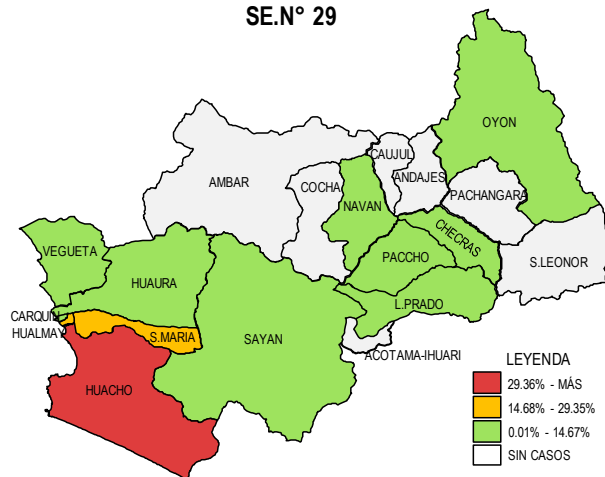 SE.N° 29
OYON
CAUJUL
ANDAJES
AMBAR
COCHA
PACHANGARA
NAVAN
CHECRAS
VEGUETA
PACCHO
S.LEONOR
HUAURA
L.PRADO
CARQUIN
HUALMAY
S.MARIA
SAYAN
ACOTAMA-IHUARI
HUACHO
LEYENDA
29.36% - MÁS
14.68% - 29.35%
0.01% - 14.67%
SIN CASOS